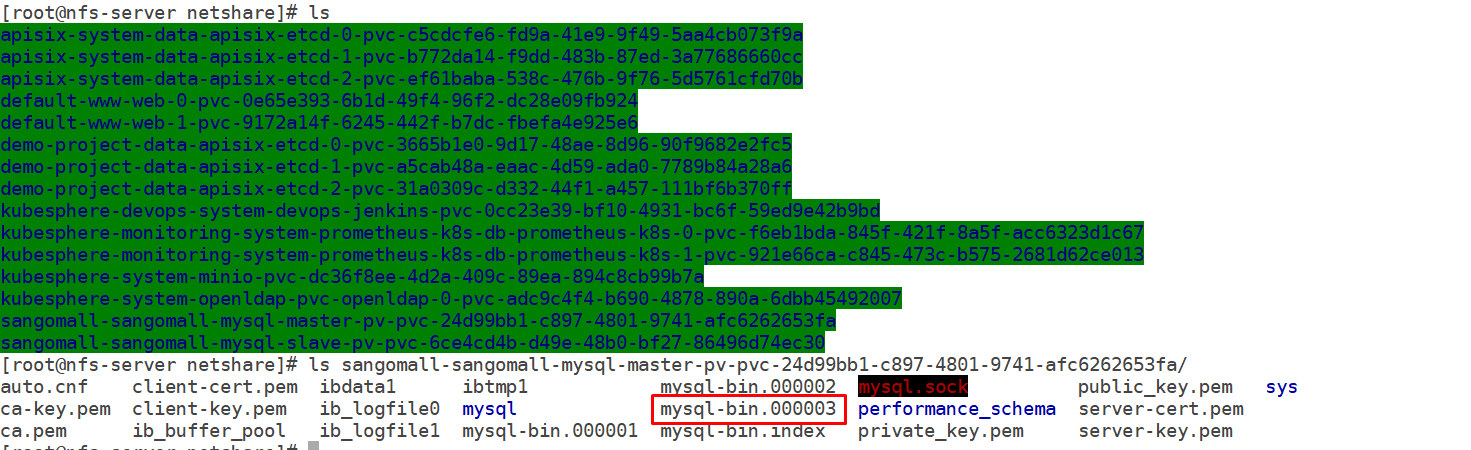 [root@nfs-server netshare]# ls
apisix-system-data-apisix-etcd-0-pvc-c5cdcfe6-fd9a-41e9-9f49-5aa4cb073f9a
apisix-system-data-apisix-etcd-1-pvc-b772da14-f9dd-483b-87ed-3a77686660cc
apisix-system-data-apisix-etcd-2-pvc-ef61baba-538c-476b-9f76-5d5761cfd70b
default-www-web-0-pvc-0e65e393-6b1d-49f4-96f2-dc28e09fb924
default-www-web-1-pvc-9172a14f-6245-442f-b7dc-fbefa4e925e6
demo-project-data-apisix-etcd-0-pvc-3665b1e0-9d17-48ae-8d96-90f9682e2fc5
demo-project-data-apisix-etcd-1-pvc-a5cab48a-eaac-4d59-ada0-7789b84a28a6
demo-project-data-apisix-etcd-2-pvc-31a0309c-d332-44f1-a457-111bf6b370ff
kubesphere-devops-system-devops-jenkins-pvc-0cc23e39-bf10-4931-bc6f-59ed9e42b9bd
kubesphere-monitoring-system-prometheus-k8s-db-prometheus-k8s-0-pvc-f6eb1bda-845f-421f-8a5f-acc6323d1c67
kubesphere-monitoring-system-prometheus-k8s-db-prometheus-k8s-1-pvc-921e66ca-c845-473c-b575-2681d62ce013
kubesphere-system-minio-pvc-dc36f8ee-4d2a-409c-89ea-894c8cb99b7a
kubesphere-system-openldap-pvc-openldap-0-pvc-adc9c4f4-b690-4878-890a-6dbb45492007
sangomall-sangomall-mysql-master-pv-pvc-24d99bb1-c897-4801-9741-afc6262653fa
sangomall-sangomall-mysql-slave-pv-pvc-6ce4cd4b-d49e-48b0-bf27-86496d74ec30
[root@nfs-server netshare]# ls sangomall-sangomall-mysql-master-pv-pvc-24d99bb1-c897-4801-9741-afc6262653fa/
auto.cnf client-cert.pem ibdata1 ibtmp1 mysql-bin.000002 mysql.sock public_key.pem sys
ca-key.pem client-key.pem ib_logfile0 mysql mysql-bin.000003 performance_schema server-cert.pem
ca.pem ib_buffer_pool ib_logfile1 mysql-bin.000001 mysql-bin.index private_key.pem server-key.pem
[root@nfs-server netshare]#